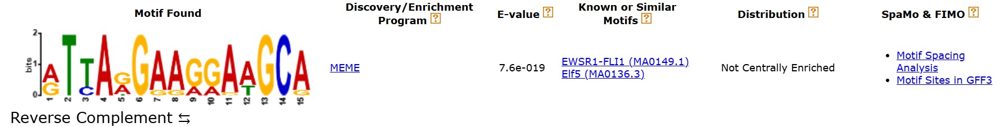 Motif Found
Discovery/Enrichment
Program ?
E-value ?
Known or Similar
Motifs ?
Distribution ?
SpaMo & FIMO ?
2
bits
1
0
A
G
T
T
C
A
G
A
G
A
G
A
G
G
A
G
A
A
A
T
G
C
A
G
1 2 3 4 5 6 7 8 9 10 11 12 13 14 15
MEME
7.6e-019
EWSR1-FLI1 (MA0149.1)
Elf5 (MA0136.3)
Not Centrally Enriched
• Motif Spacing
Analysis
• Motif Sites in GFF3
Reverse Complement ⇆